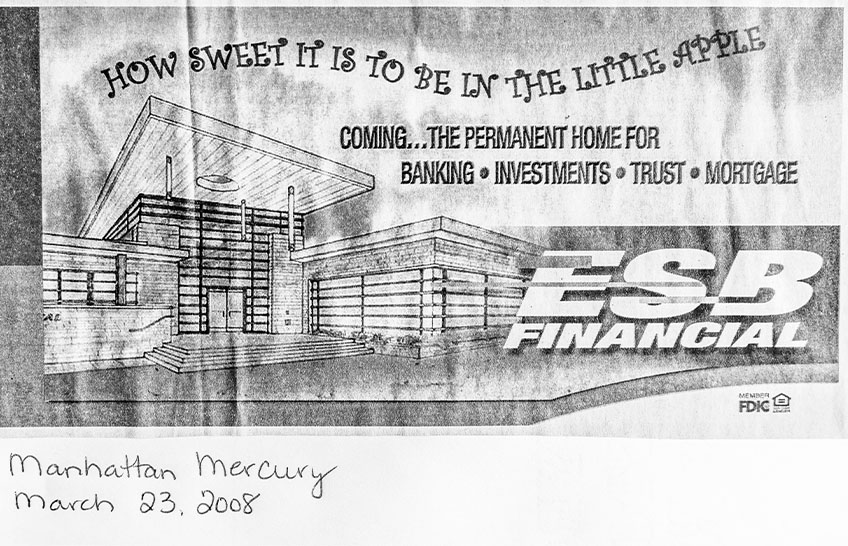 HOW SWEET IT IS TO BE IN THE LITTLE APPLE
COMING...THE PERMANENT HOME FOR
BANKING • INVESTMENTS • TRUST • MORTGAGE
ESB
FINANCIAL
MEMBER
FDIC
Manhattan Mercury
March 23, 2008